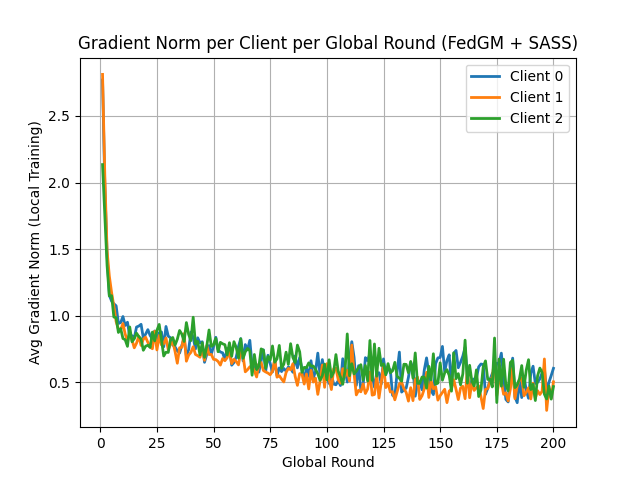 Gradient Norm per Client per Global Round (FedGM + SASS)
Client 0
Client 1
Client 2
Avg Gradient Norm (Local Training)
2.5
2.0
1.5
1.0
0.5
0 25 50 75 100 125 150 175 200
Global Round